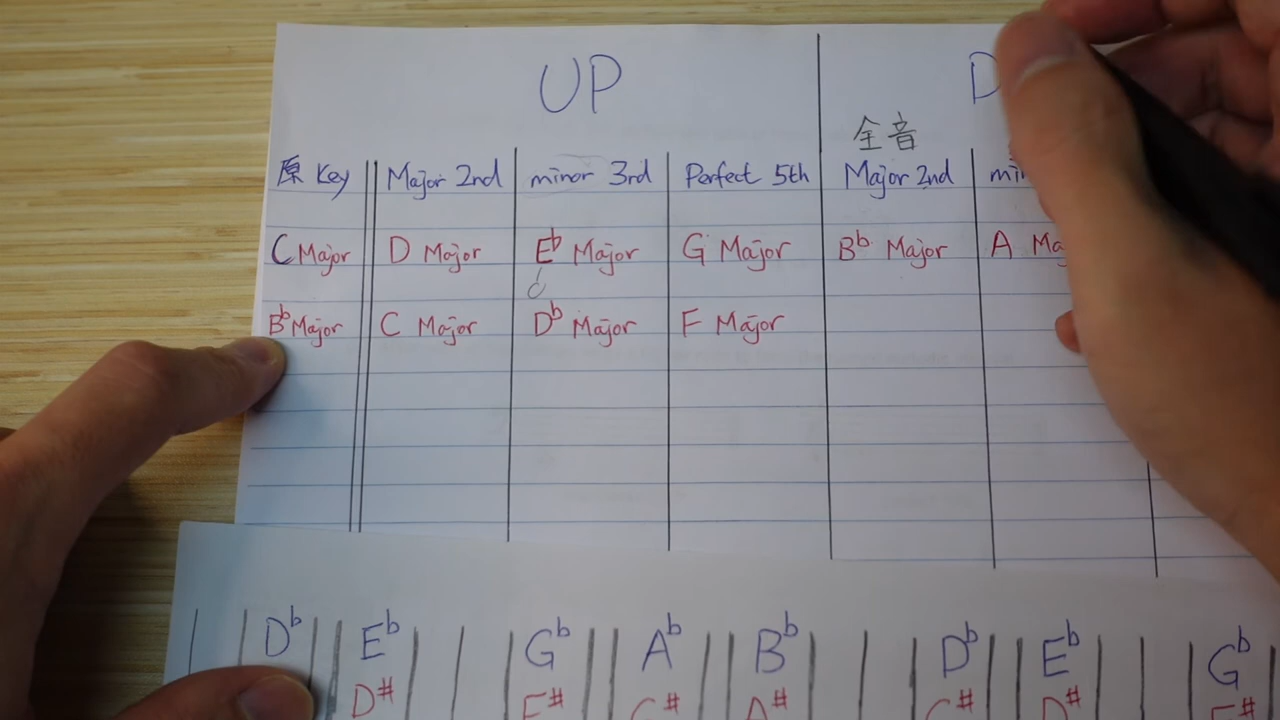 UP D
全音
原 Key Major 2nd minor 3rd Perfect 5th Major 2nd
C Major D Major E♭ Major G Major B♭ Major A
B♭ Major C Major D♭ Major F Major
D♭ E♭ G♭ A♭ B♭ D♭ E♭ G♭
D# A#